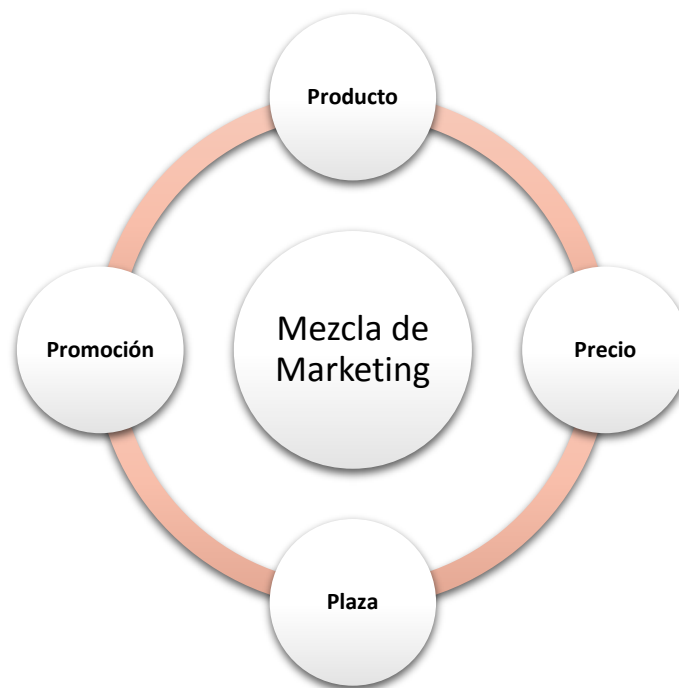 Producto
Promoción
Mezcla de
Marketing
Precio
Plaza